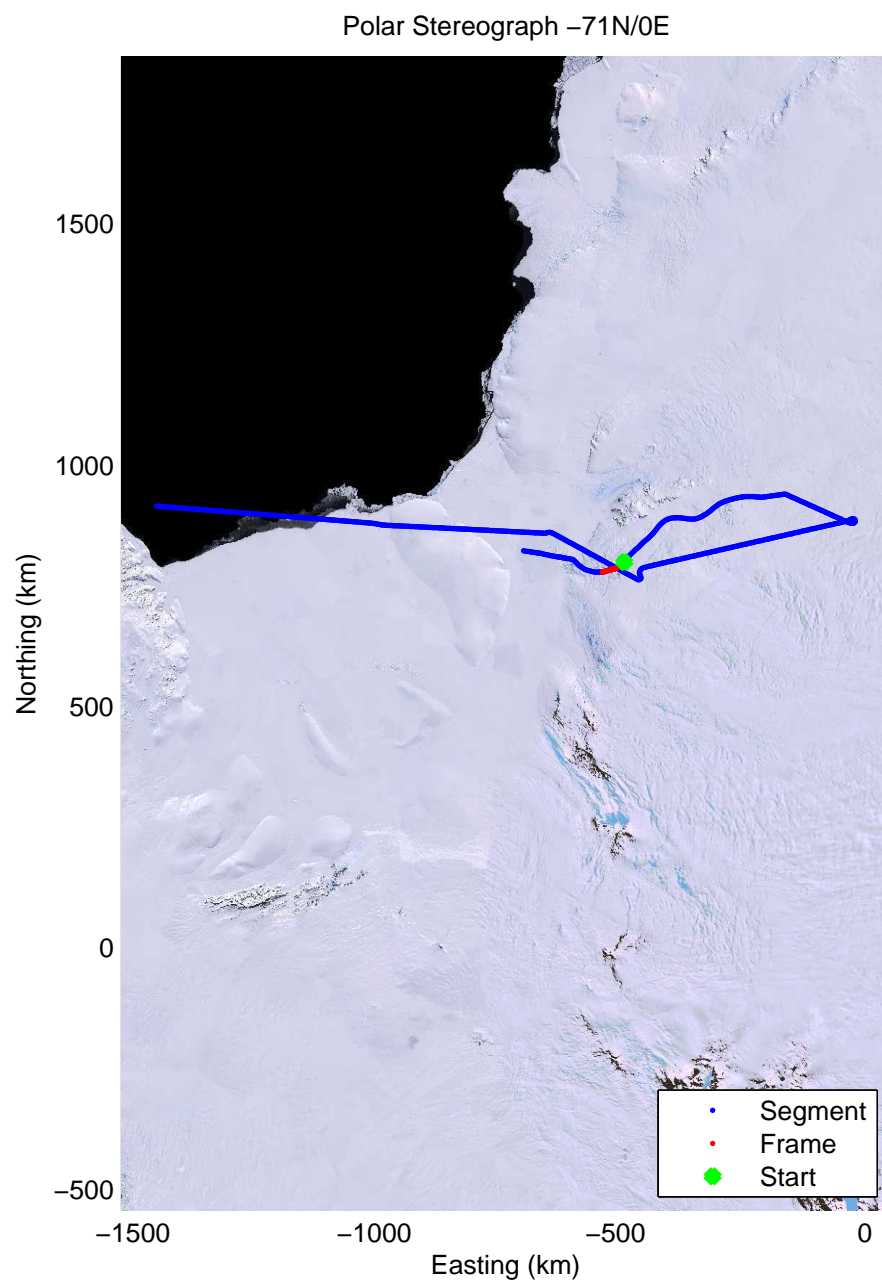 Polar Stereograph −71N/0E
1500
1000
500
0
−500
Northing (km)
−1500
−1000
−500
0
Easting (km)
Segment
Frame
Start